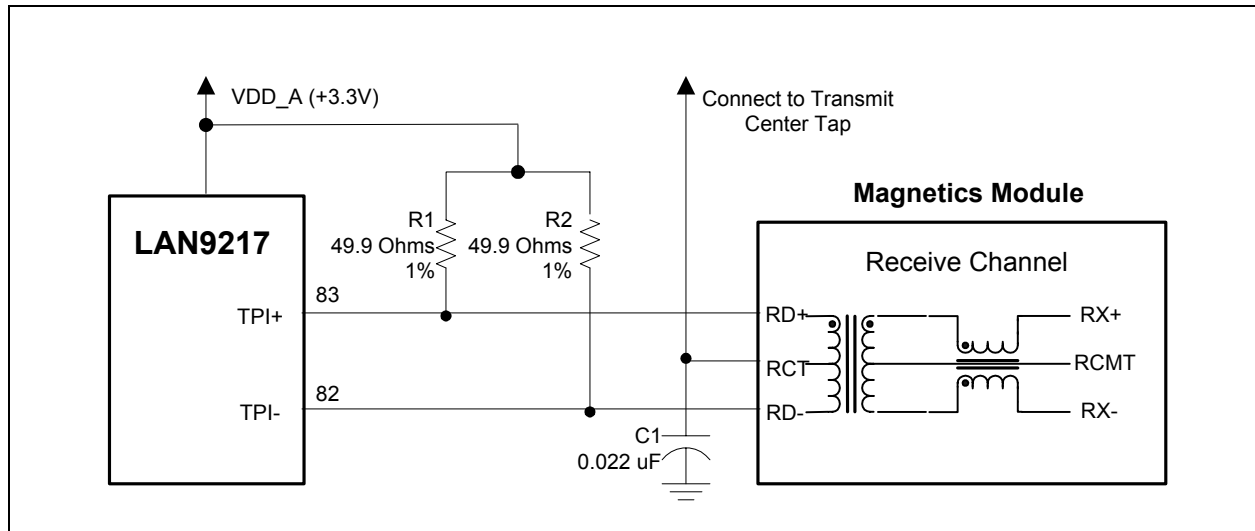 VDD_A (+3.3V)
Connect to Transmit
Center Tap
Magnetics Module
LAN9217
R1
49.9 Ohms
1%
R2
49.9 Ohms
1%
Receive Channel
TPI+
83
RD+
RX+
RCT
RCMT
TPI-
82
RD-
RX-
C1
0.022 uF